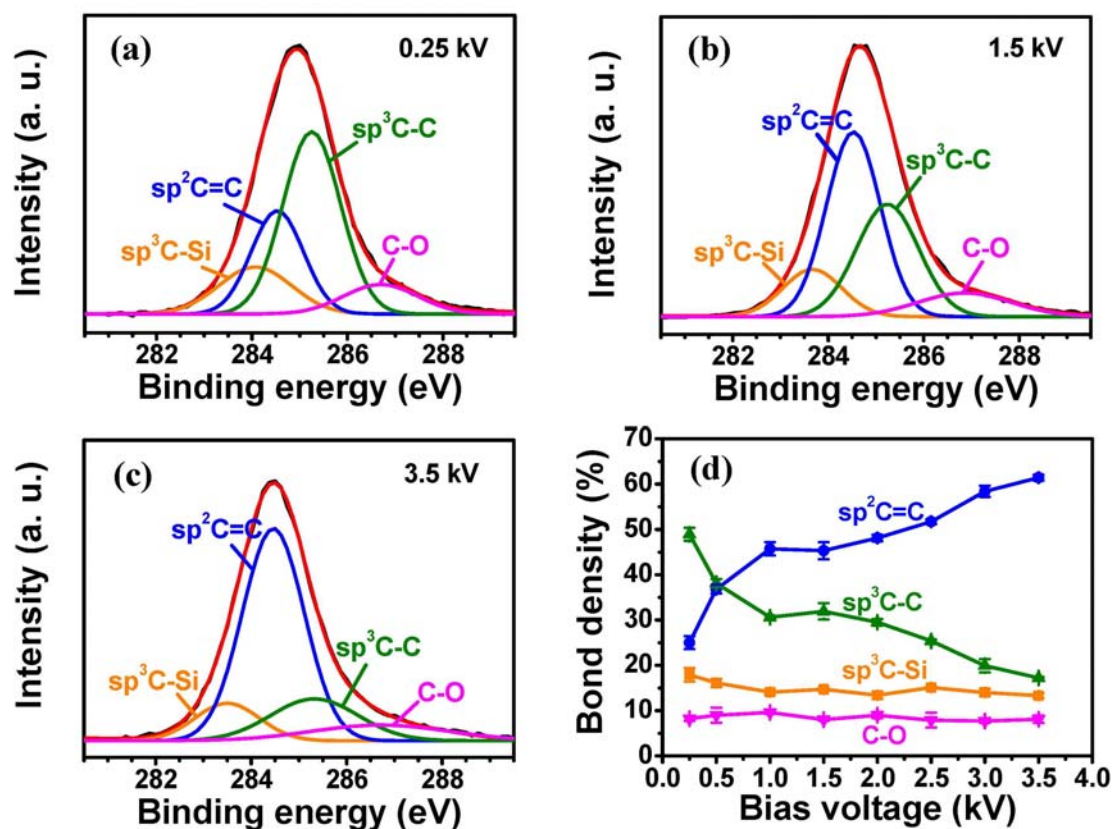 (a)
0.25 kV
sp³C-C
sp²C=C
sp³C-Si
C-O
Intensity (a. u.)
282 284 286 288
Binding energy (eV)
(b)
1.5 kV
sp²C=C
sp³C-C
sp³C-Si
C-O
Intensity (a. u.)
282 284 286 288
Binding energy (eV)
(c)
3.5 kV
sp²C=C
sp³C-C
sp³C-Si
C-O
Intensity (a. u.)
282 284 286 288
Binding energy (eV)
(d)
70
60
50
40
30
20
10
0
Bond density (%)
sp²C=C
sp³C-C
sp³C-Si
C-O
0.0 0.5 1.0 1.5 2.0 2.5 3.0 3.5 4.0
Bias voltage (kV)